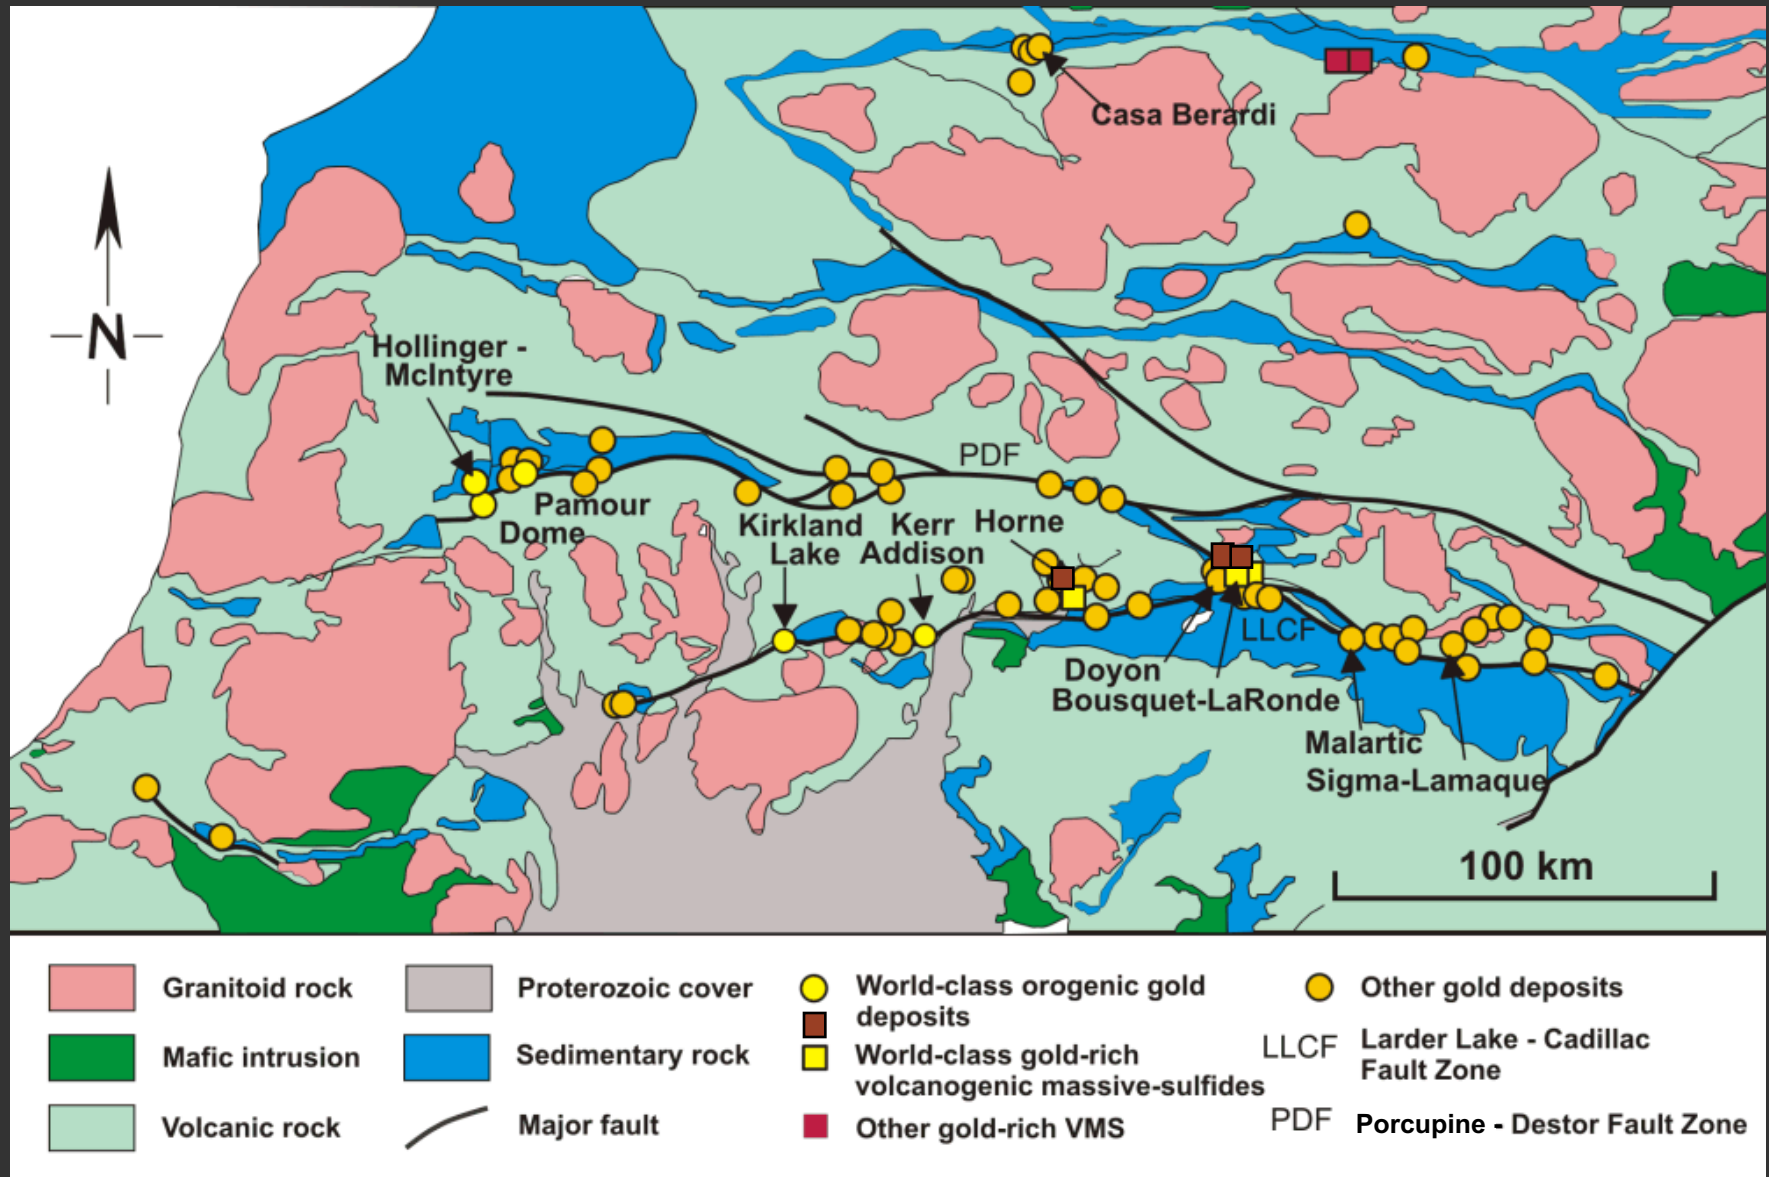 Casa Berardi
N
Hollinger -
McIntyre
PDF
Pamour
Dome
Kirkland
Lake
Kerr
Addison
Horne
LLCF
Doyon
Bousquet-LaRonde
Malartic
Sigma-Lamaque
100 km
Granitoid rock
Mafic intrusion
Volcanic rock
Proterozoic cover
Sedimentary rock
Major fault
World-class orogenic gold
deposits
World-class gold-rich
volcanogenic massive-sulfides
Other gold-rich VMS
Other gold deposits
LLCF Larder Lake - Cadillac
Fault Zone
PDF Porcupine - Destor Fault Zone